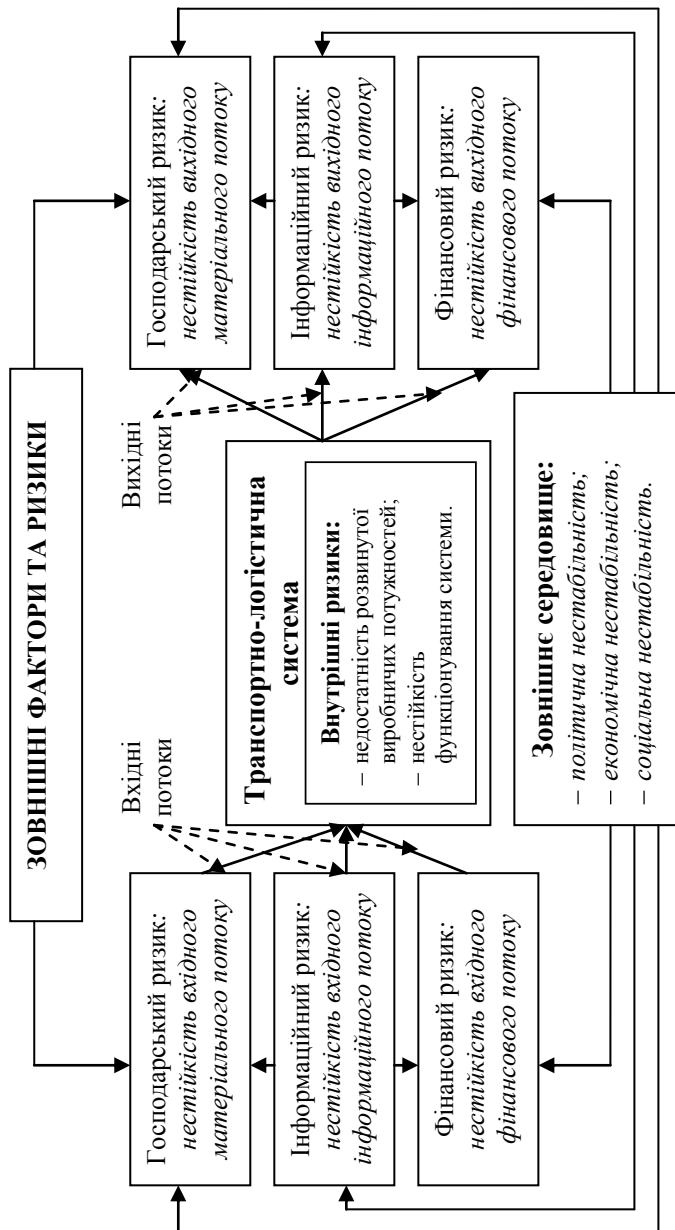 ЗОВНІШНІ ФАКТОРИ ТА РИЗИКИ
Господарський ризик:
нестійкість вхідного
матеріального потоку
Інформаційний ризик:
нестійкість вхідного
інформаційного потоку
Фінансовий ризик:
нестійкість вхідного
фінансового потоку
Вхідні
потоки
Транспортно-логістична
система
Внутрішні ризики:
– недостатність розвинутої
виробничих потужностей;
– нестійкість
функціонування системи.
Вихідні
потоки
Господарський ризик:
нестійкість вихідного
матеріального потоку
Інформаційний ризик:
нестійкість вихідного
інформаційного потоку
Фінансовий ризик:
нестійкість вихідного
фінансового потоку
Зовнішнє середовище:
– політична нестабільність;
– економічна нестабільність;
– соціальна нестабільність.